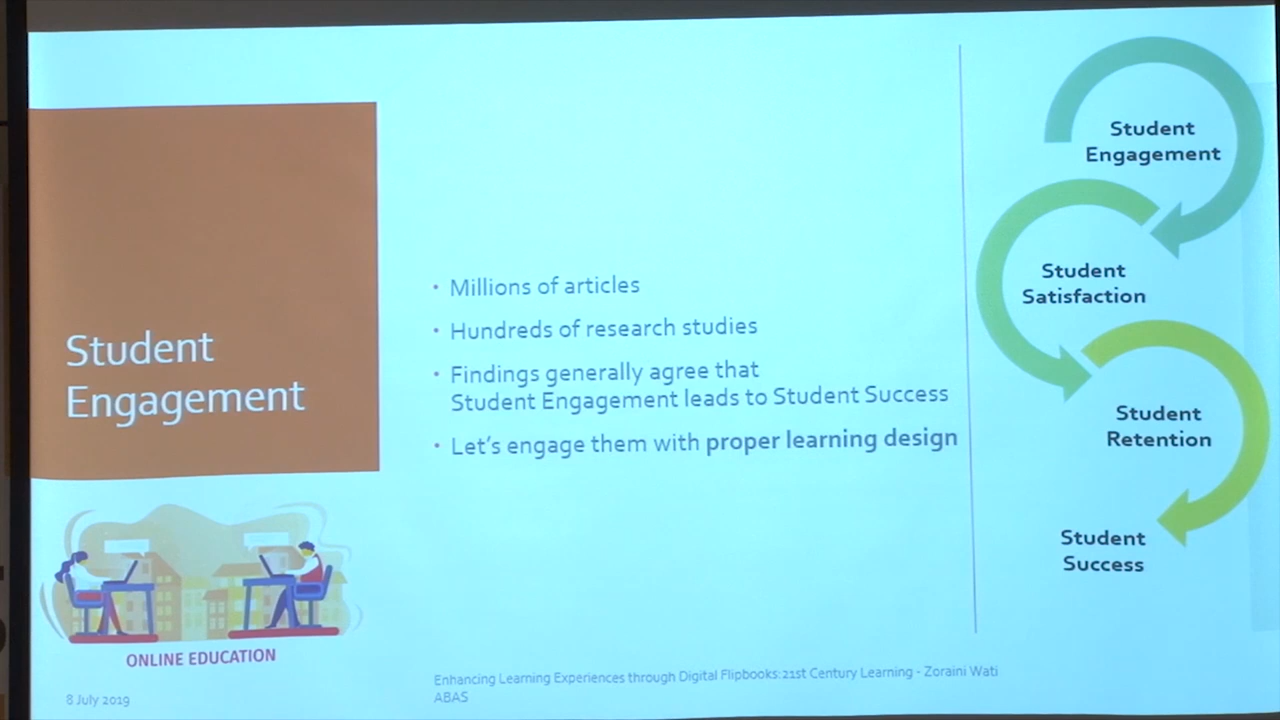 Student
Engagement
• Millions of articles
• Hundreds of research studies
• Findings generally agree that
Student Engagement leads to Student Success
• Let's engage them with proper learning design
Student
Engagement
Student
Satisfaction
Student
Retention
Student
Success
ONLINE EDUCATION
8 July 2019
Enhancing Learning Experiences through Digital Flipbooks:21st Century Learning - Zoraini Wati
ABAS